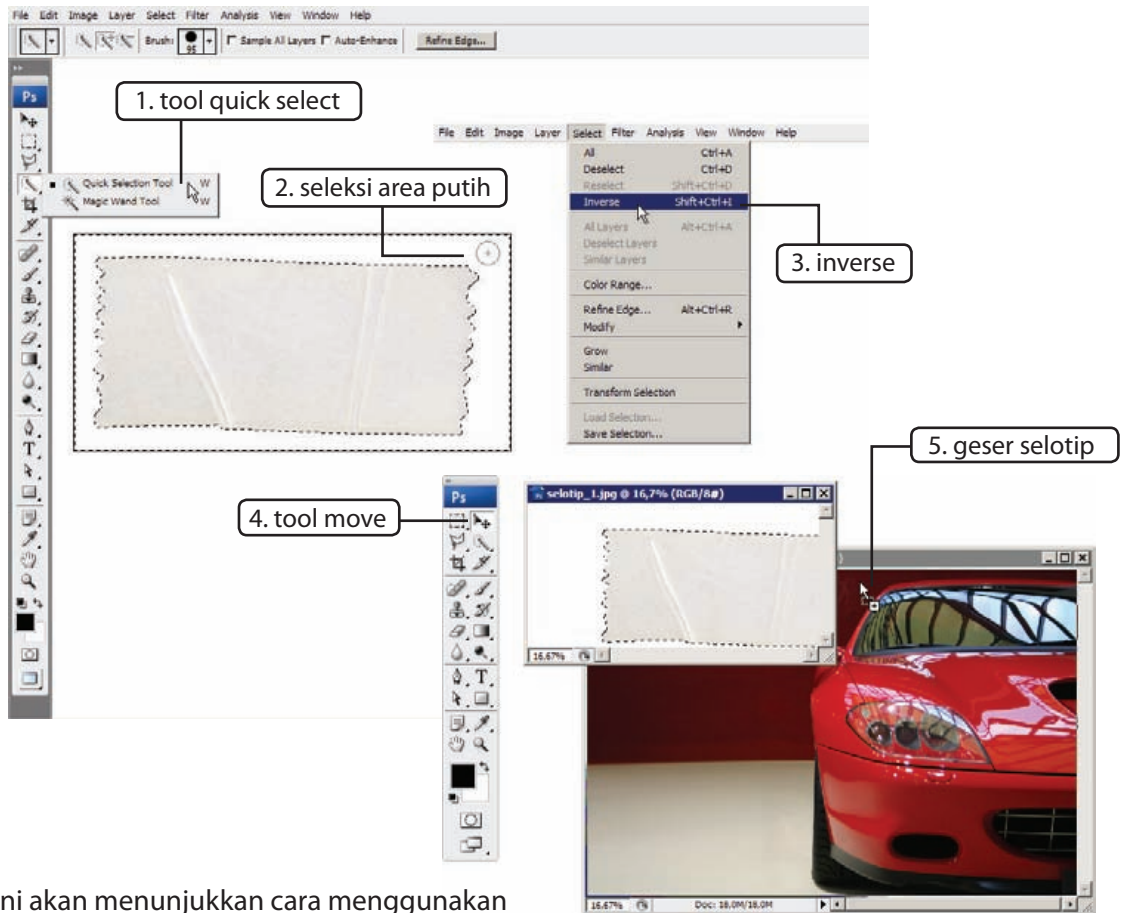 File Edit Image Layer Select Filter Analysis View Window Help
Brush: 95 Sample All Layers Auto-Enhance Refine Edge...
Ps
1. tool quick select
Quick Selection Tool W
Magic Wand Tool W
2. seleksi area putih
File Edit Image Layer Select Filter Analysis View Window Help
All Ctrl+A
Deselect Ctrl+D
Reselect Shift+Ctrl+D
Inverse Shift+Ctrl+I
All Layers Alt+Ctrl+A
Deselect Layers
Similar Layers
Color Range...
Refine Edge... Alt+Ctrl+R
Modify
Grow
Similar
Transform Selection
Load Selection...
Save Selection...
3. inverse
4. tool move
Ps
selotip_1.jpg @ 16,7% (RGB/8#)
16.67%
5. geser selotip
16.67% Doc: 18,0M/18,0M
ni akan menunjukkan cara menggunakan